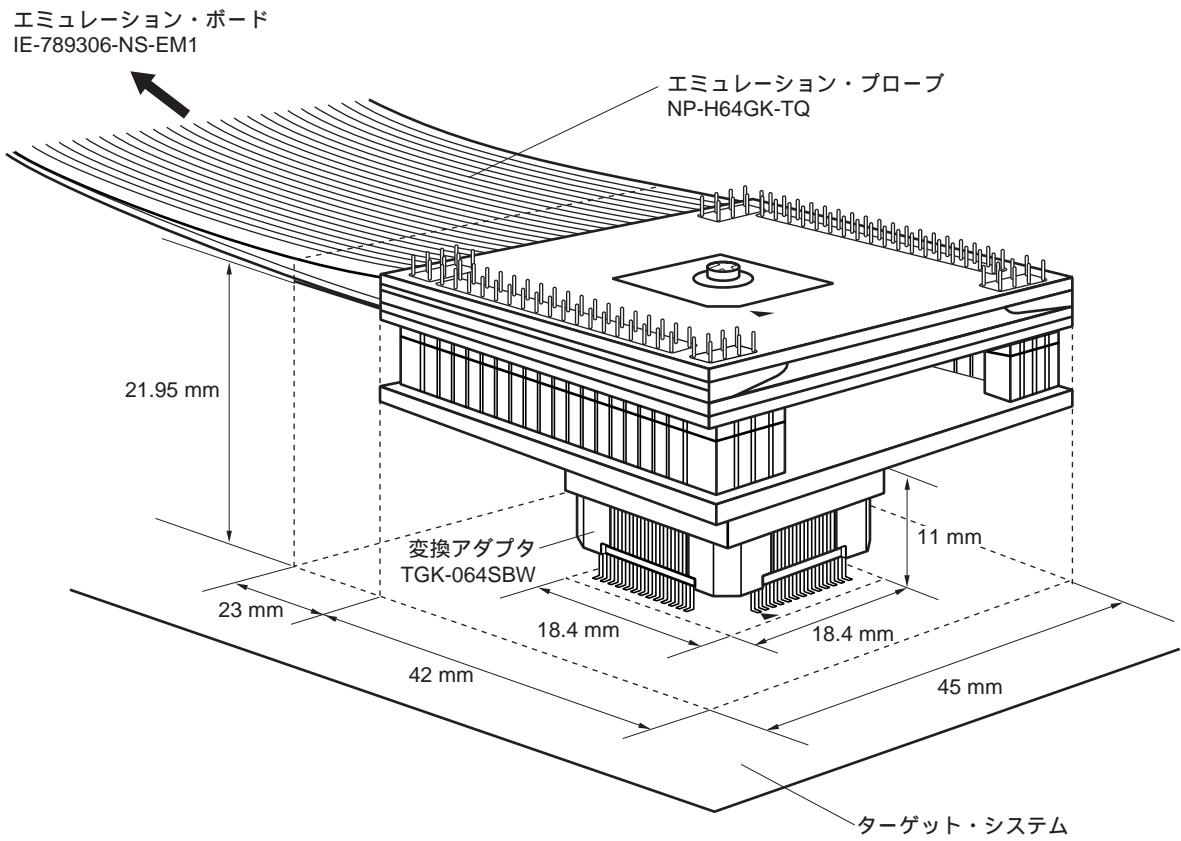 エミュレーション・ボード
IE-789306-NS-EM1
エミュレーション・プローブ
NP-H64GK-TQ
21.95 mm
変換アダプタ
TGK-064SBW
11 mm
23 mm
18.4 mm
18.4 mm
42 mm
45 mm
ターゲット・システム